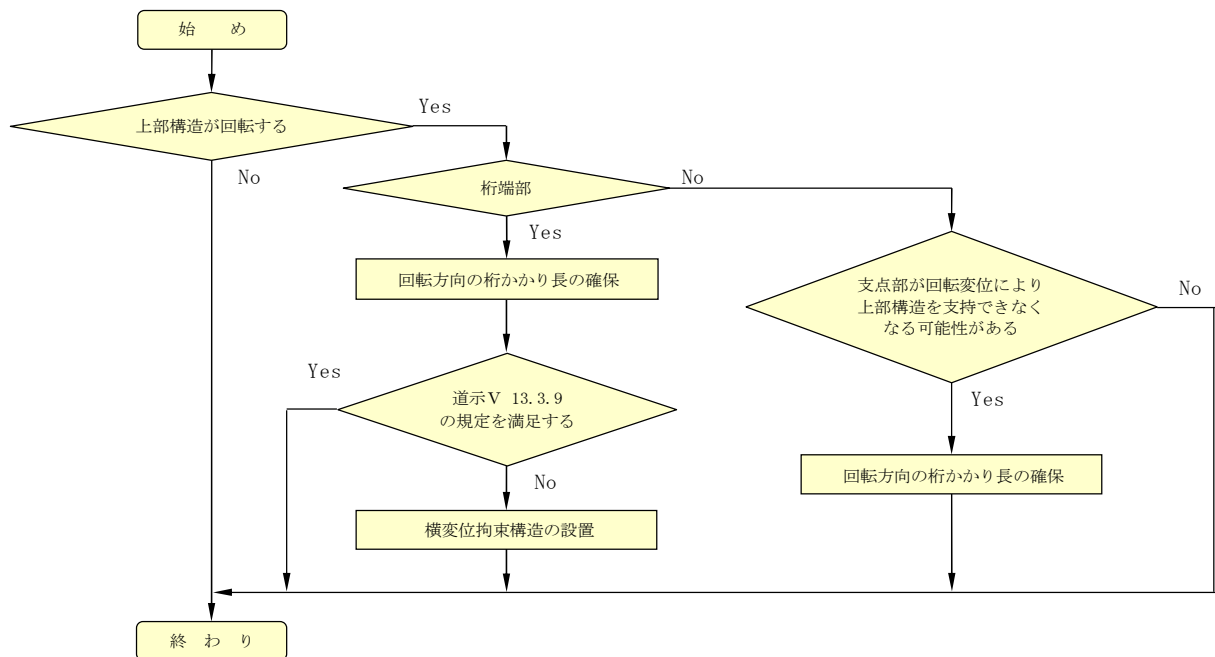 始　め
上部構造が回転する
Yes
No
桁端部
No
Yes
回転方向の桁かかり長の確保
支点部が回転変位により
上部構造を支持できなく
なる可能性がある
No
Yes
道示Ⅴ 13.3.9
の規定を満足する
Yes
No
回転方向の桁かかり長の確保
横変位拘束構造の設置
終 わ り